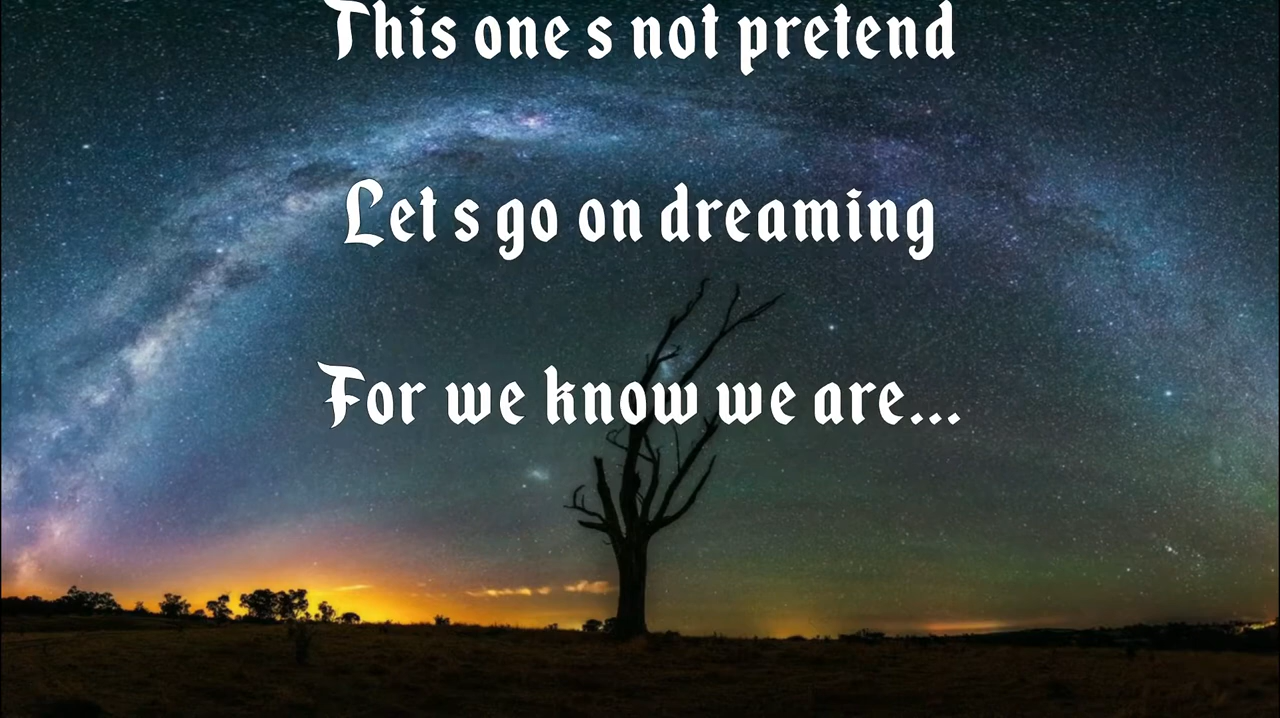 This one s not pretend
Let s go on dreaming
For we know we are...